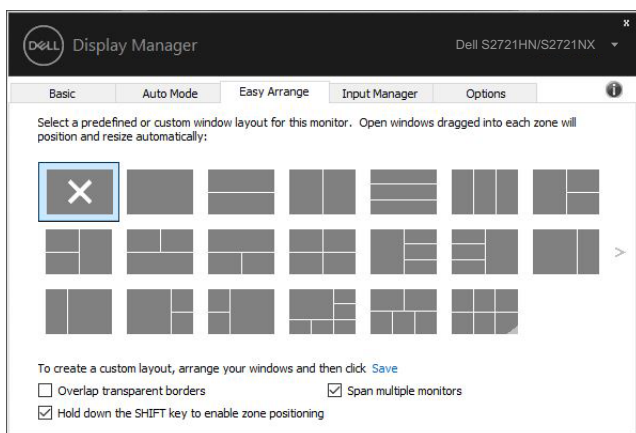 x
DELL Display Manager Dell S2721HN/S2721NX
Basic Auto Mode Easy Arrange Input Manager Options i
Select a predefined or custom window layout for this monitor. Open windows dragged into each zone will
position and resize automatically:
>
To create a custom layout, arrange your windows and then click Save
Overlap transparent borders Span multiple monitors
Hold down the SHIFT key to enable zone positioning